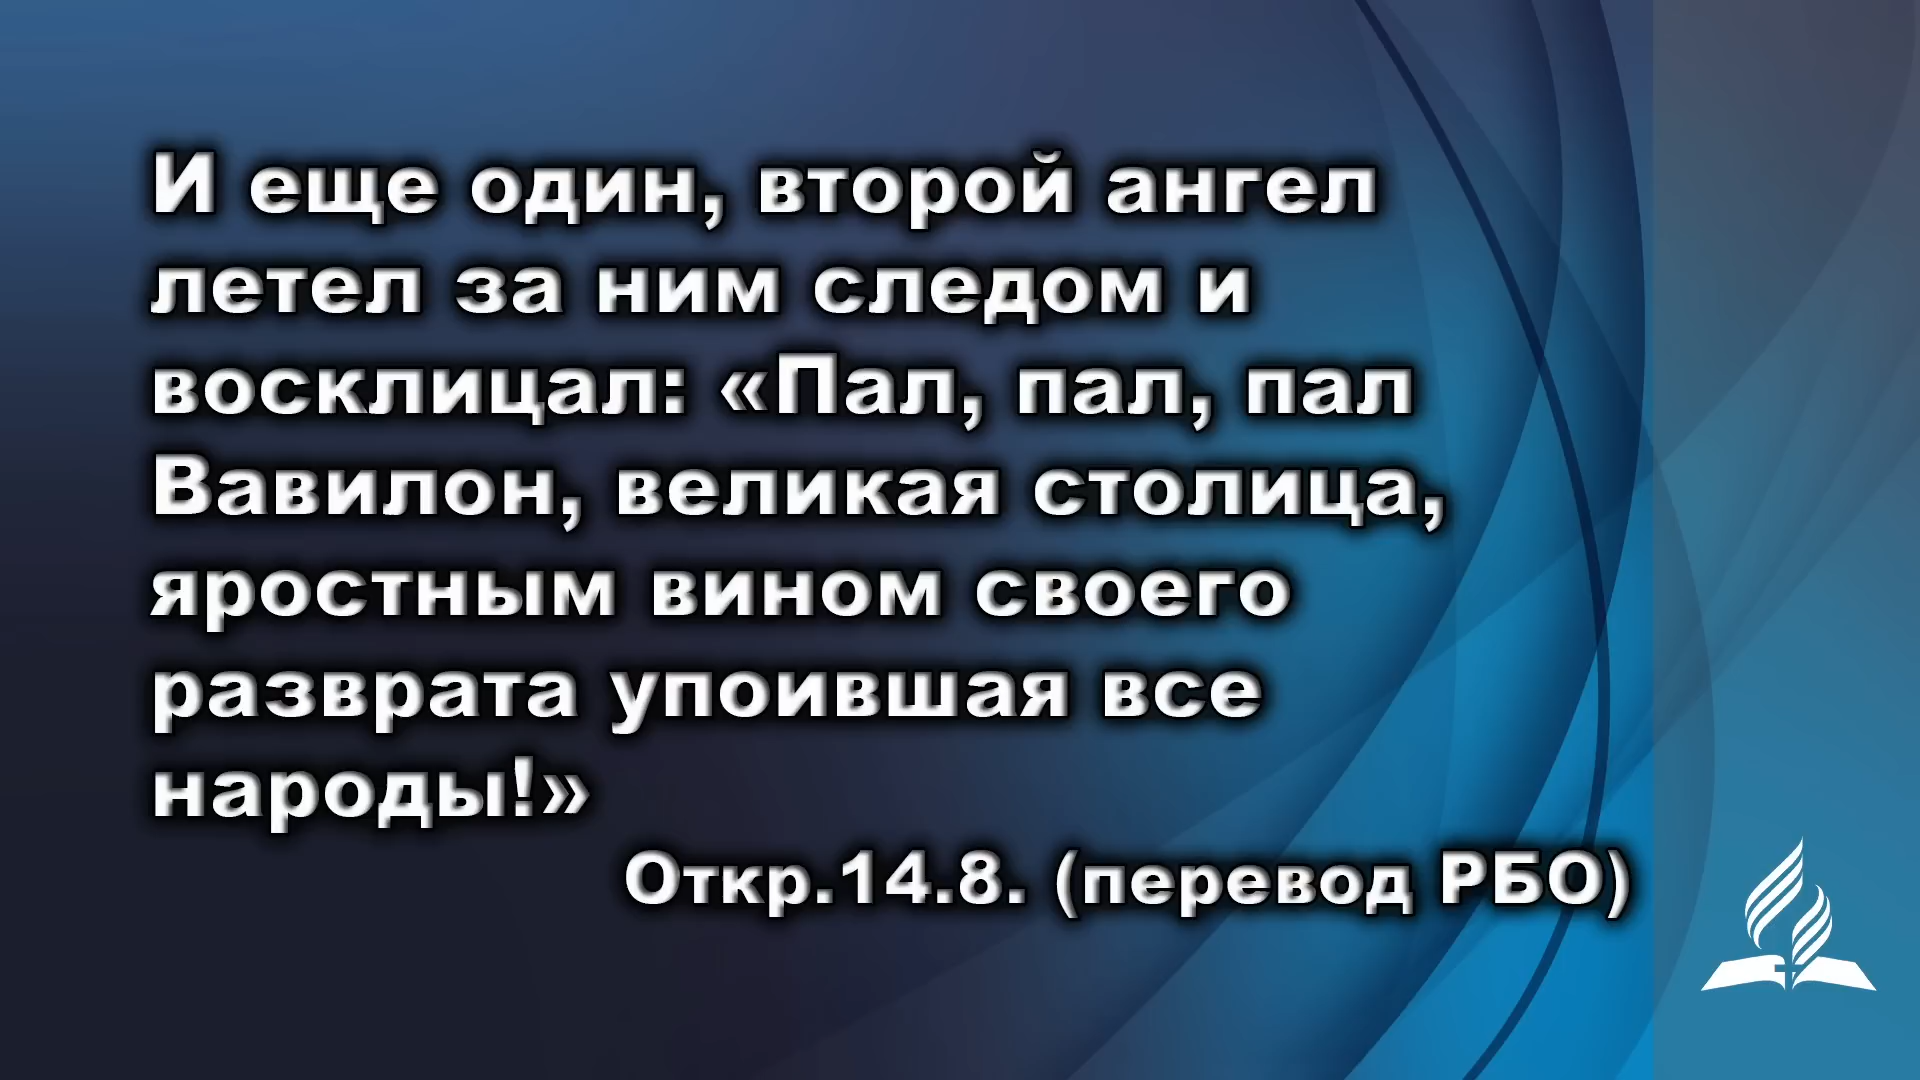 И еще один, второй ангел
летел за ним следом и
восклицал: «Пал, пал, пал
Вавилон, великая столица,
яростным вином своего
разврата упоившая все
народы!»
Откр.14.8. (перевод РБО)